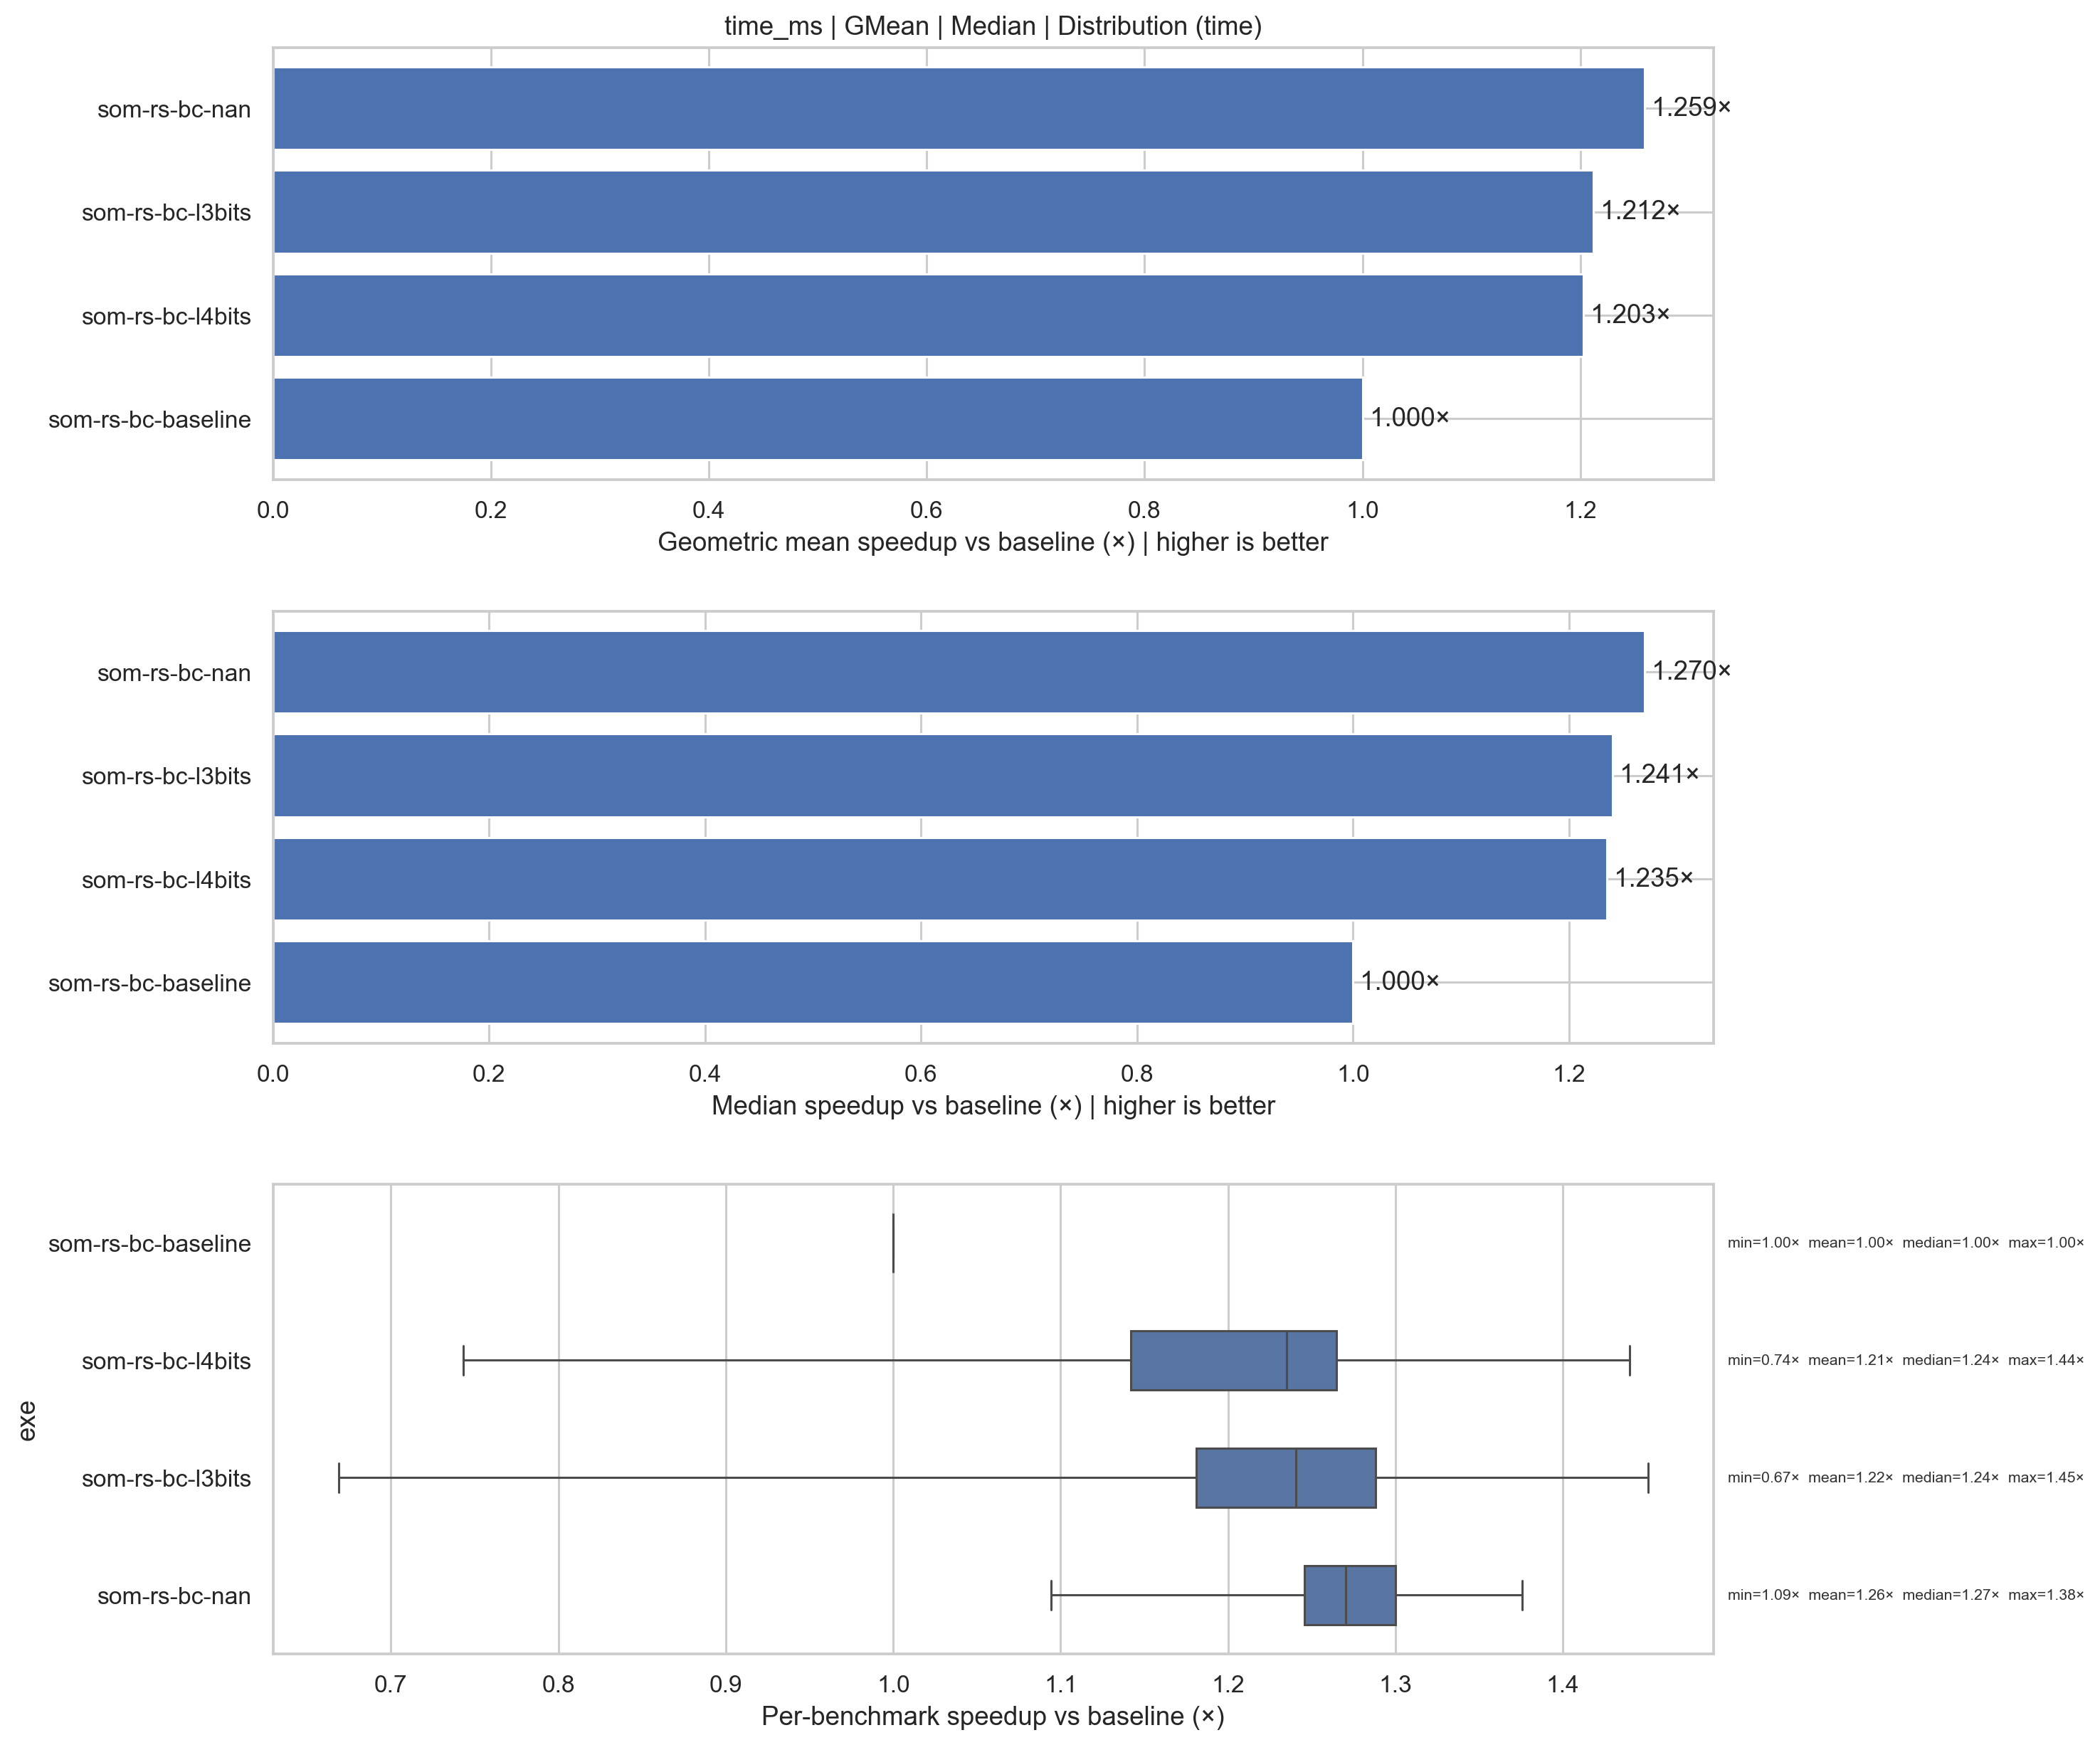 time_ms | GMean | Median | Distribution (time)
som-rs-bc-nan
1.259×
som-rs-bc-l3bits
1.212×
som-rs-bc-l4bits
1.203×
som-rs-bc-baseline
1.000×
0.0 0.2 0.4 0.6 0.8 1.0 1.2
Geometric mean speedup vs baseline (×) | higher is better
som-rs-bc-nan
1.270×
som-rs-bc-l3bits
1.241×
som-rs-bc-l4bits
1.235×
som-rs-bc-baseline
1.000×
0.0 0.2 0.4 0.6 0.8 1.0 1.2
Median speedup vs baseline (×) | higher is better
exe
som-rs-bc-baseline
min=1.00× mean=1.00× median=1.00× max=1.00×
som-rs-bc-l4bits
min=0.74× mean=1.21× median=1.24× max=1.44×
som-rs-bc-l3bits
min=0.67× mean=1.22× median=1.24× max=1.45×
som-rs-bc-nan
min=1.09× mean=1.26× median=1.27× max=1.38×
0.7 0.8 0.9 1.0 1.1 1.2 1.3 1.4
Per-benchmark speedup vs baseline (×)